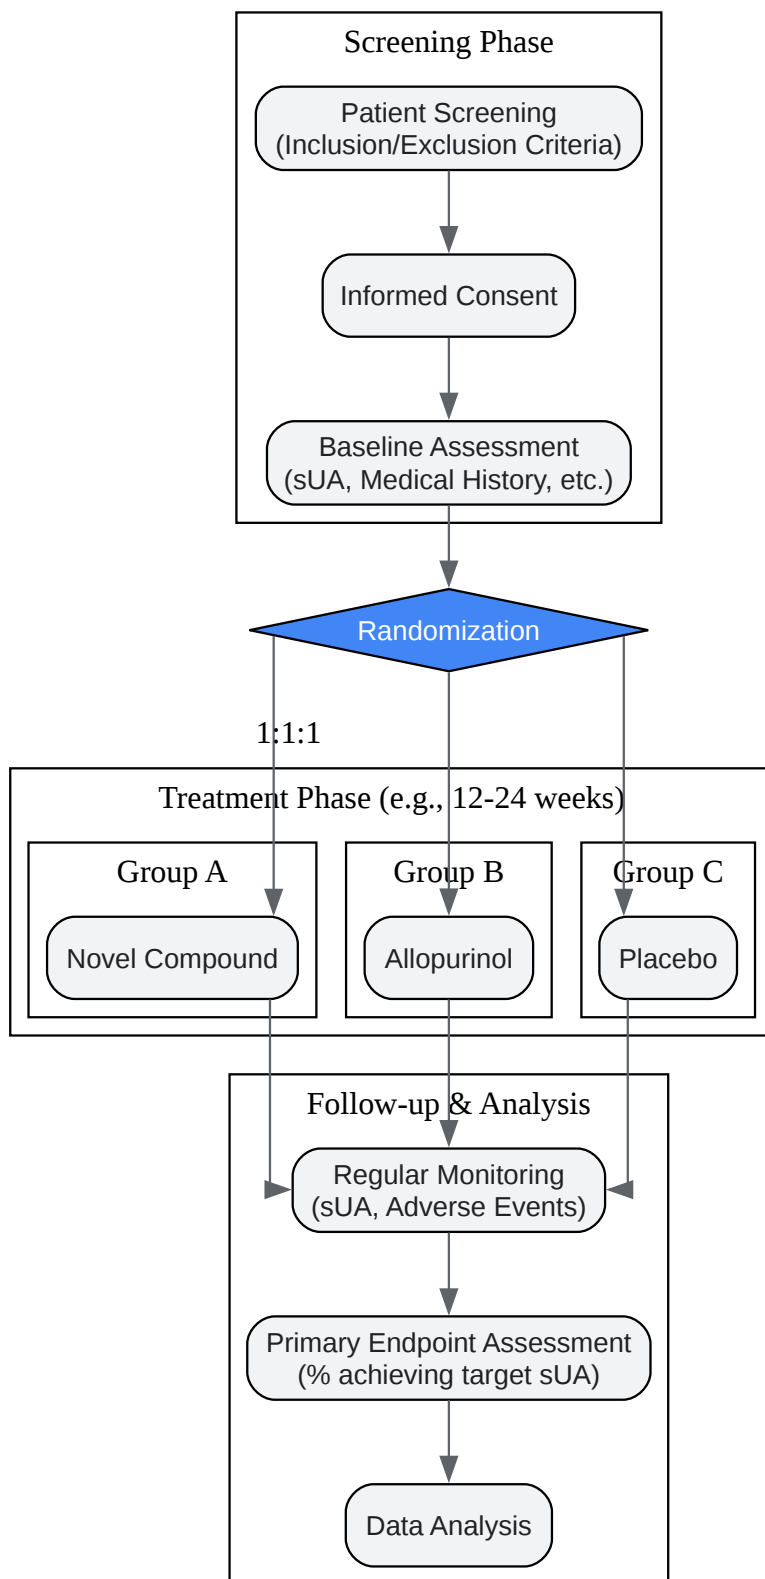 Screening Phase
Patient Screening
(Inclusion/Exclusion Criteria)
Informed Consent
Baseline Assessment
(sUA, Medical History, etc.)
Randomization
1:1:1
Treatment Phase (e.g., 12-24 weeks)
Group A
Group B
Group C
Novel Compound
Allopurinol
Placebo
Follow-up & Analysis
Regular Monitoring
(sUA, Adverse Events)
Primary Endpoint Assessment
(% achieving target sUA)
Data Analysis